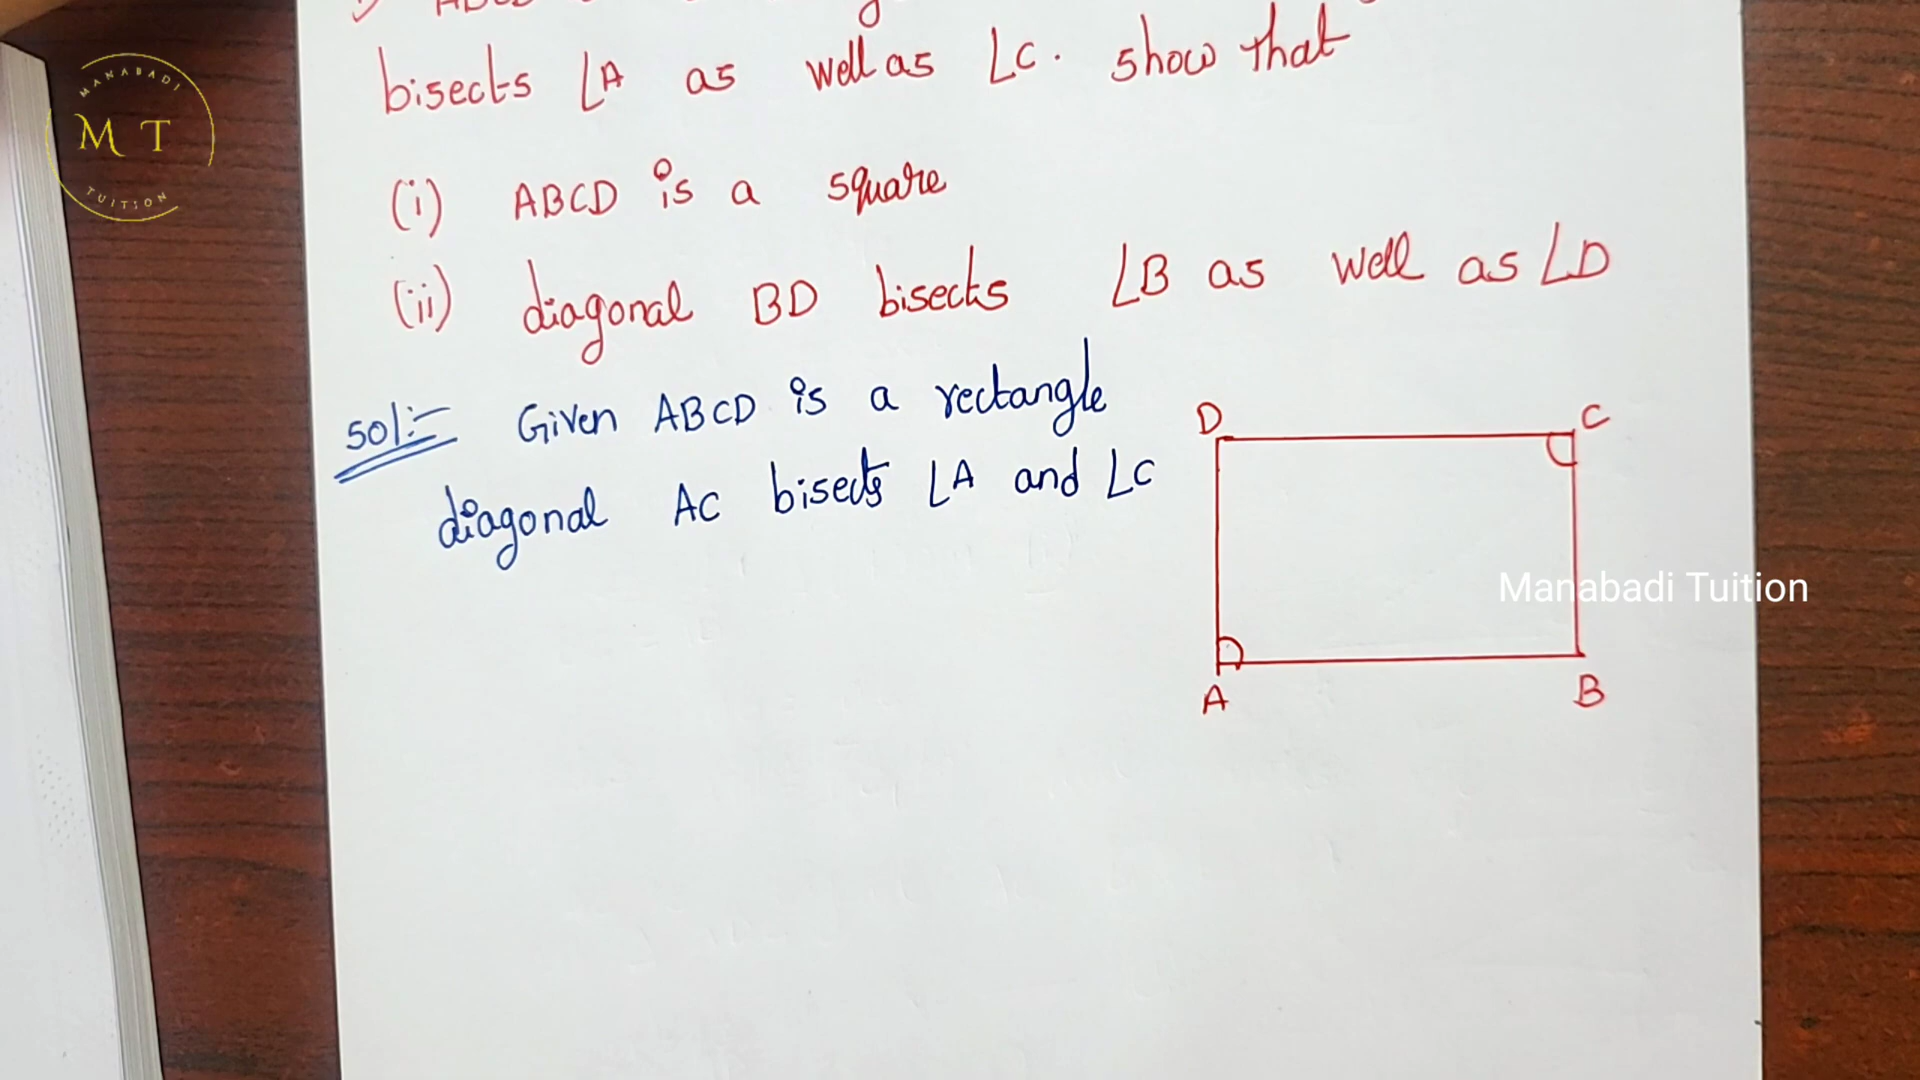 bisects ∠A as well as ∠C. show that
(i) ABCD is a square
(ii) diagonal BD bisects ∠B as well as ∠D
Sol:- Given ABCD is a rectangle
diagonal AC bisects ∠A and ∠C
D
C
A
B
MANABADI
M T
TUITION
Manabadi Tuition